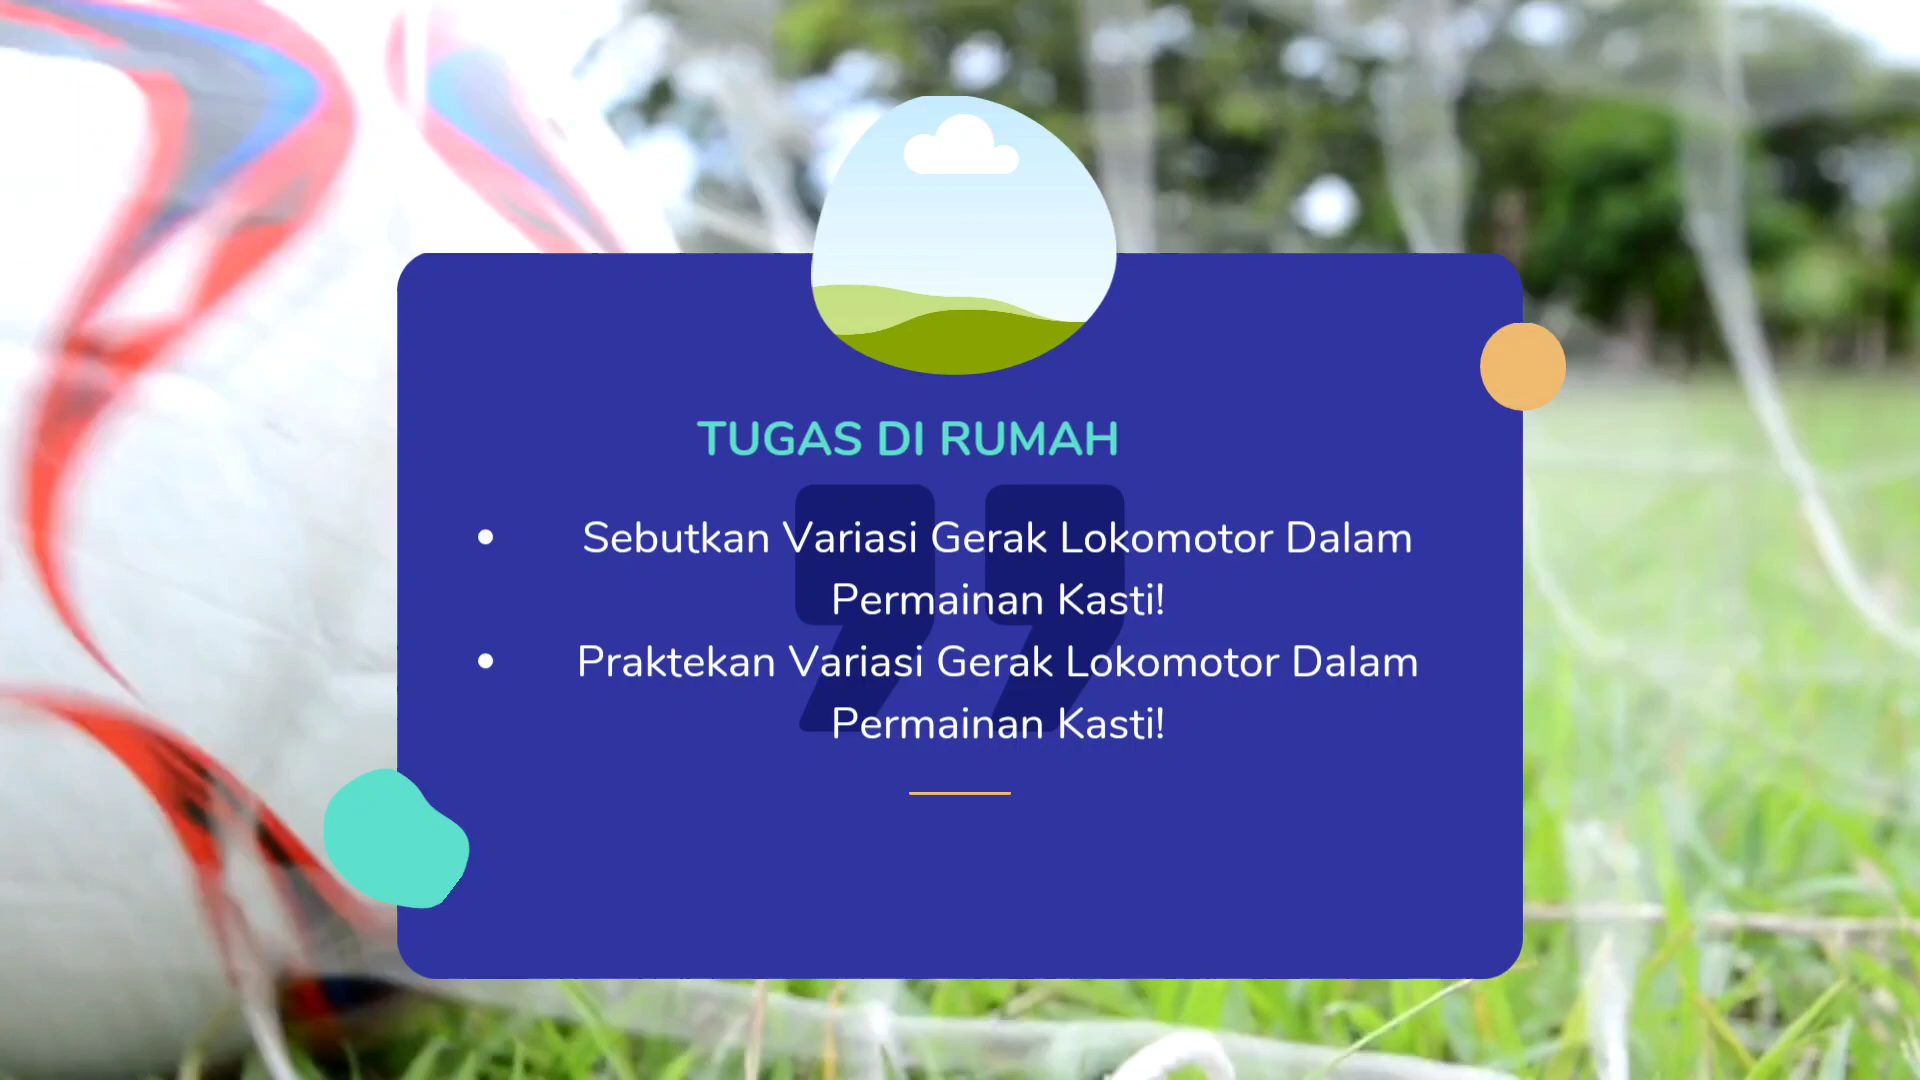 TUGAS DI RUMAH
• Sebutkan Variasi Gerak Lokomotor Dalam
Permainan Kasti!
• Praktekan Variasi Gerak Lokomotor Dalam
Permainan Kasti!